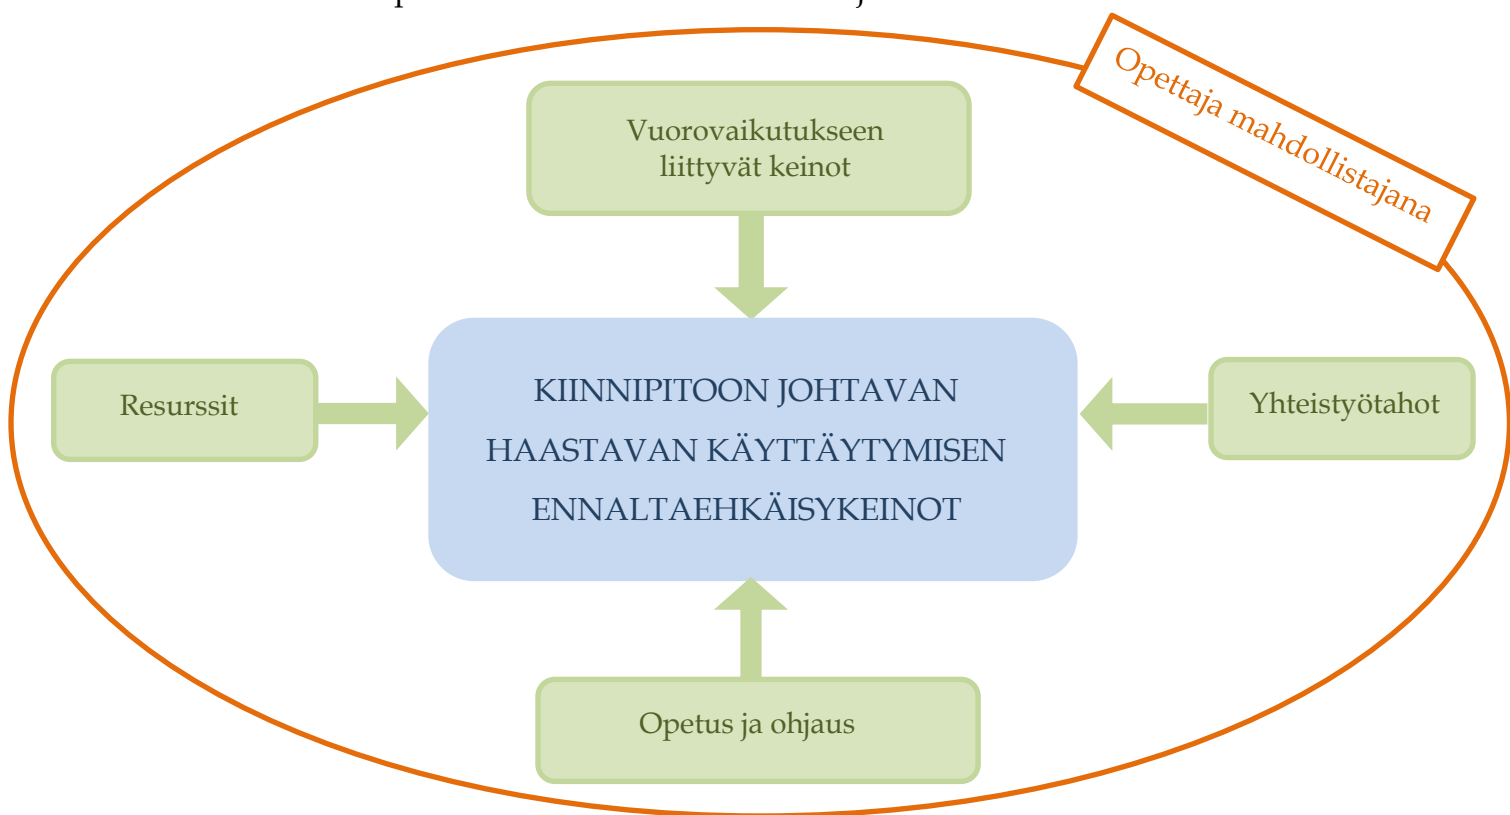 Opettaja mahdollistajana
Vuorovaikutukseen
liittyvät keinot
Resurssit
KIINNIPITOON JOHTAVAN
HAASTAVAN KÄYTTÄYTYMISEN
ENNALTAEHKÄISYKEINOT
Yhteistyötahot
Opetus ja ohjaus